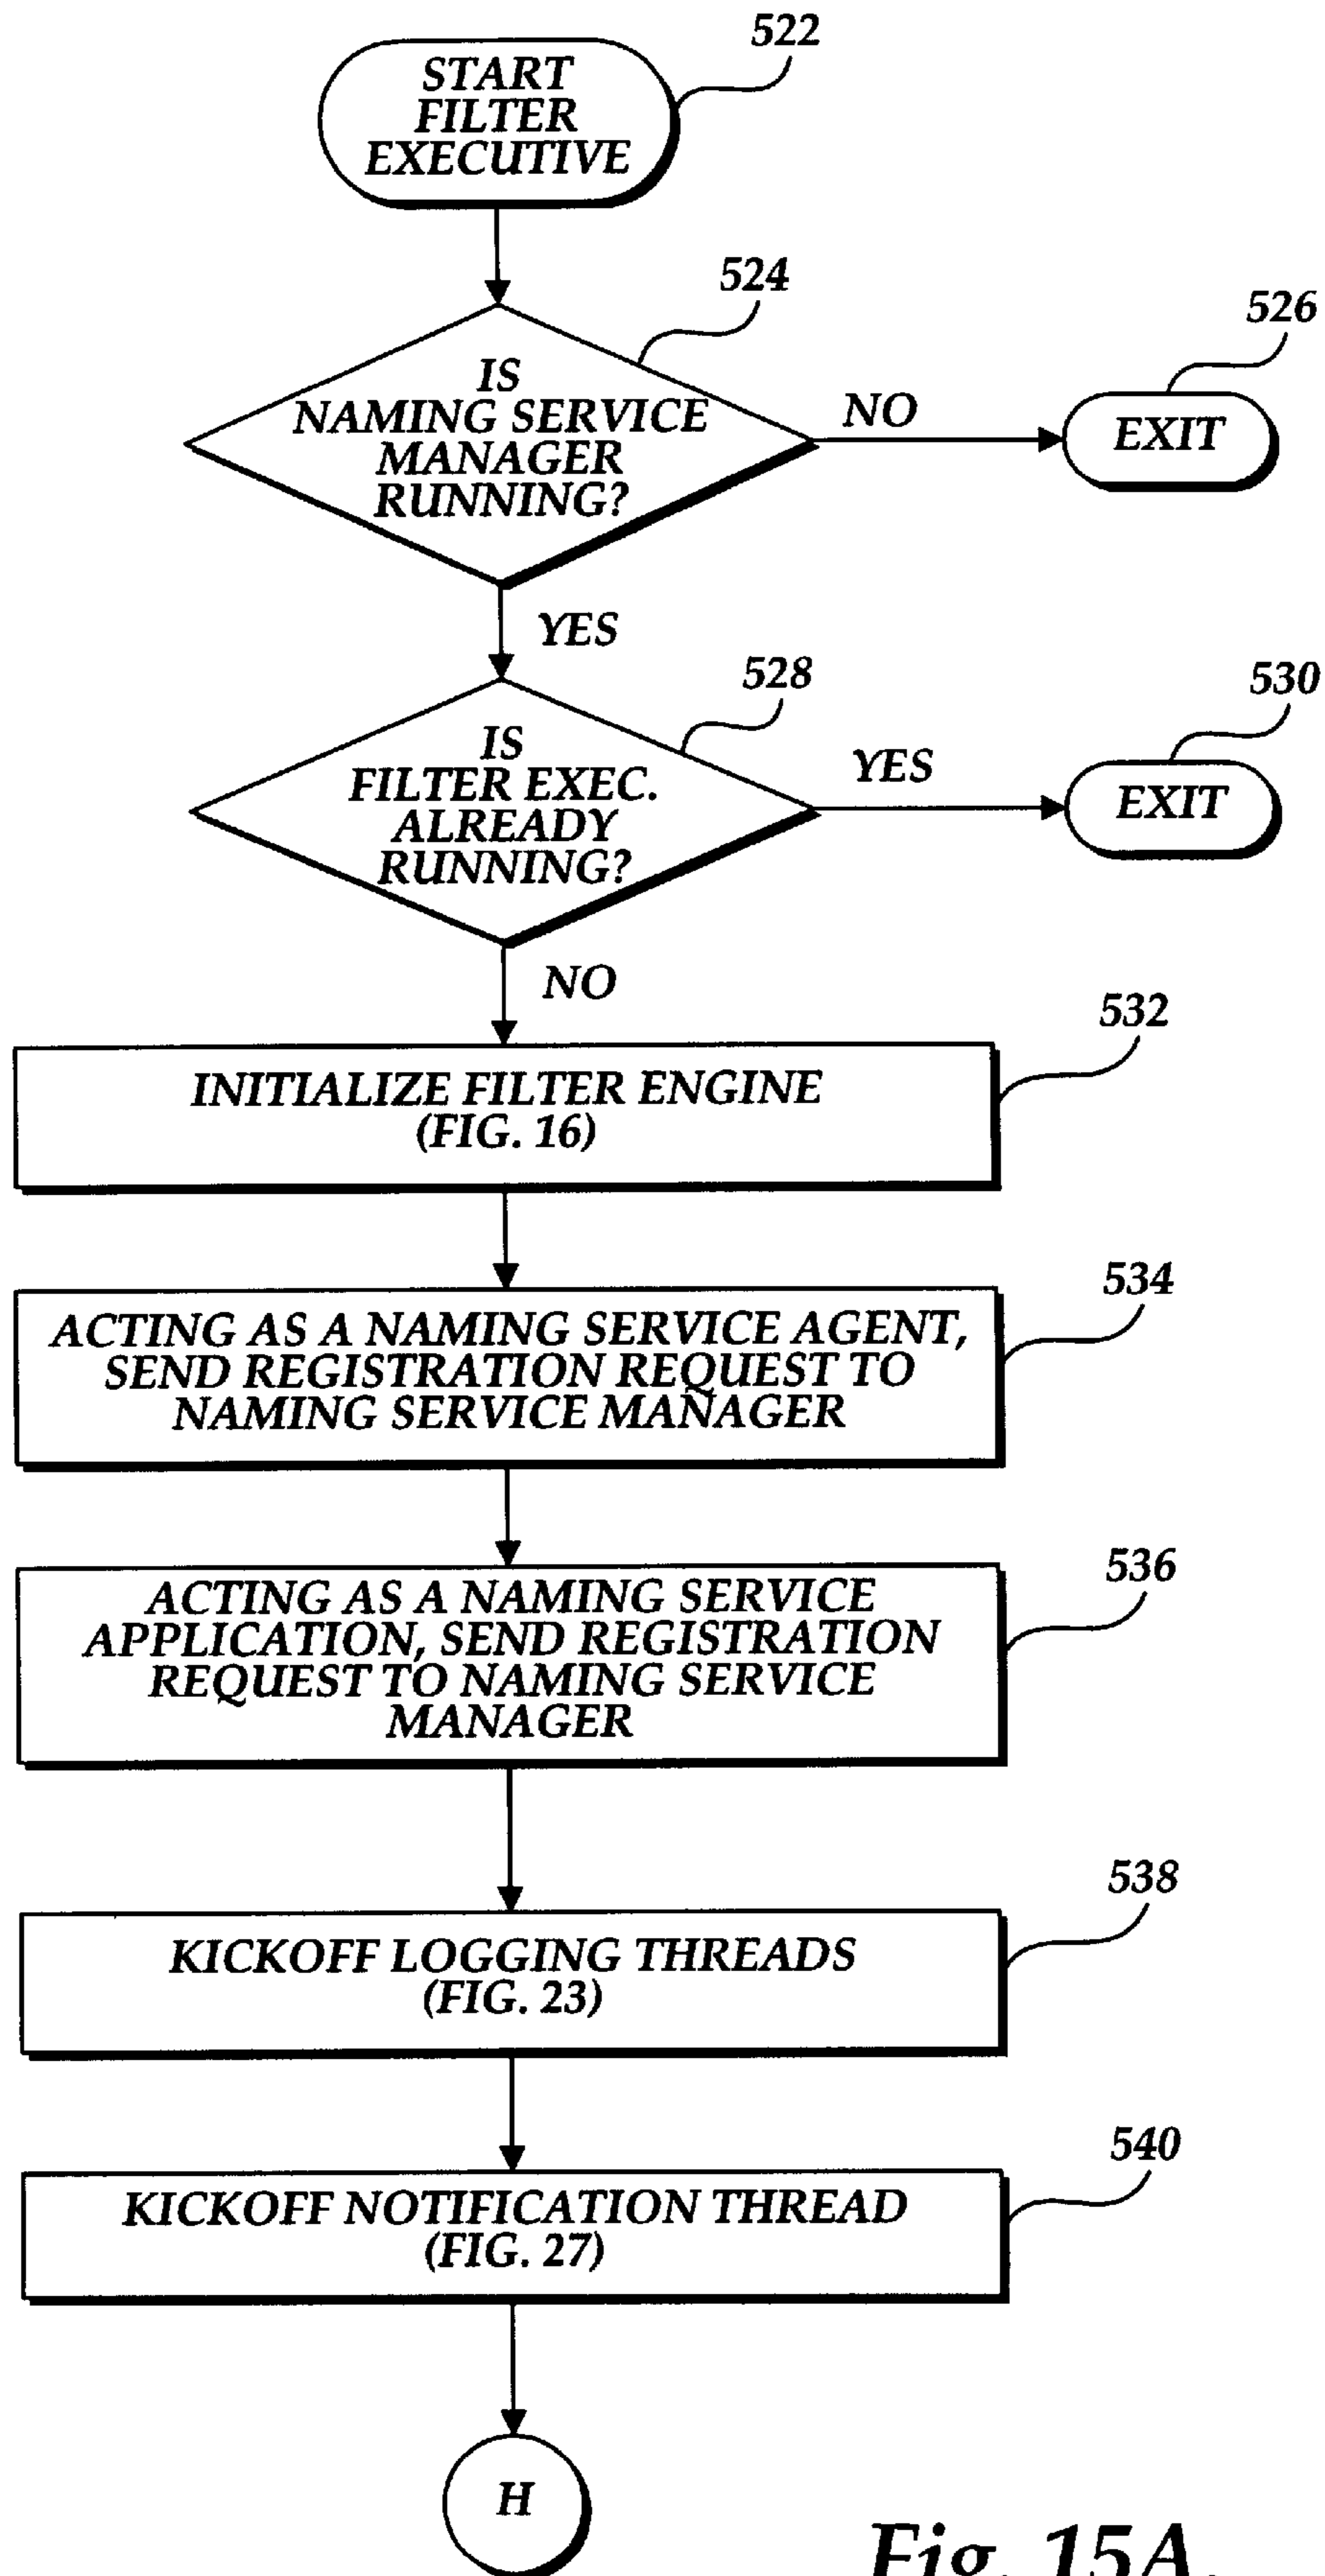 522
START
FILTER
EXECUTIVE
524
526
IS
NAMING SERVICE
MANAGER
RUNNING?
NO
EXIT
YES
528
530
IS
FILTER EXEC.
ALREADY
RUNNING?
YES
EXIT
NO
532
INITIALIZE FILTER ENGINE
(FIG. 16)
534
ACTING AS A NAMING SERVICE AGENT,
SEND REGISTRATION REQUEST TO
NAMING SERVICE MANAGER
536
ACTING AS A NAMING SERVICE
APPLICATION, SEND REGISTRATION
REQUEST TO NAMING SERVICE
MANAGER
538
KICKOFF LOGGING THREADS
(FIG. 23)
540
KICKOFF NOTIFICATION THREAD
(FIG. 27)
H
Fig. 15A.